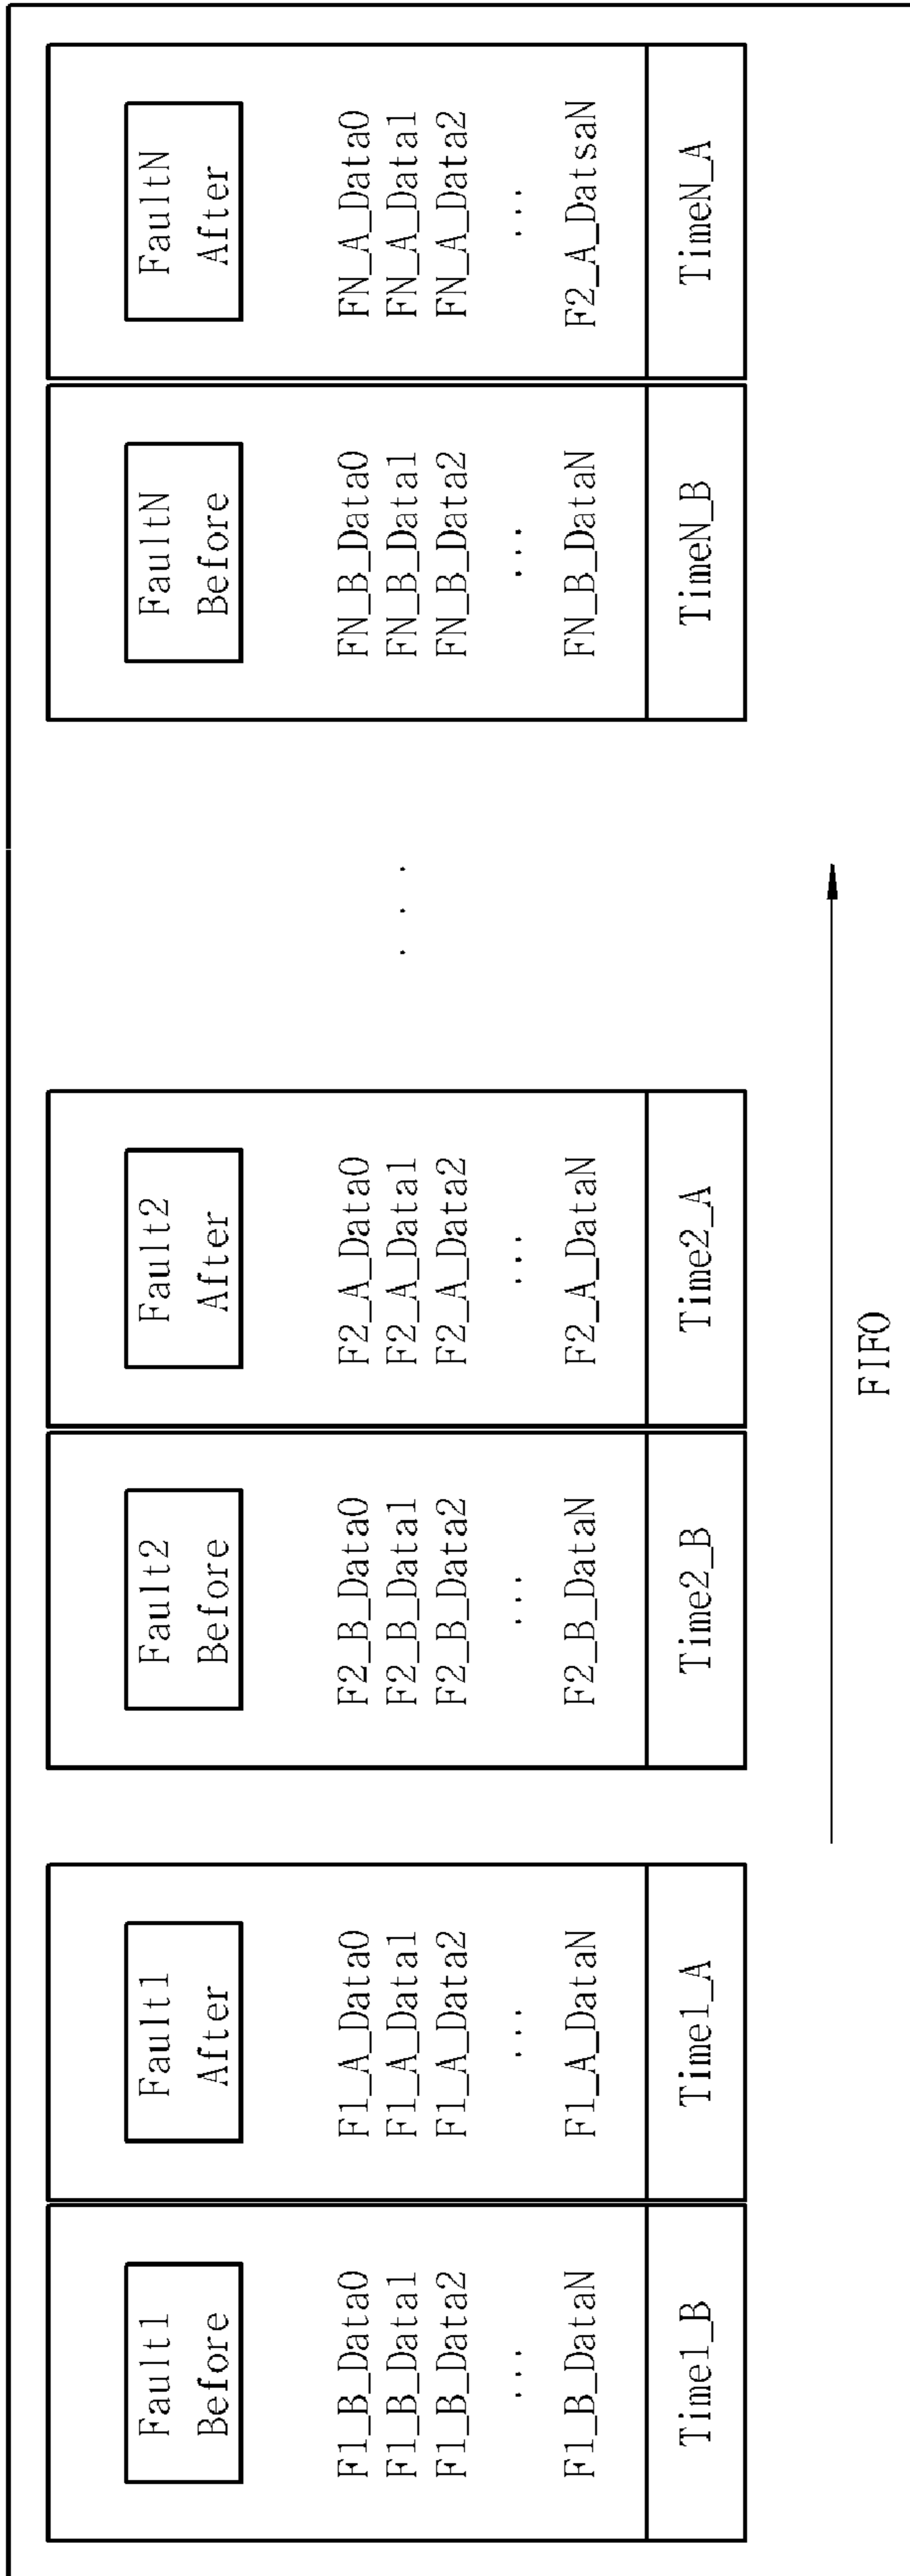 Fault1
Before
F1_B_Data0
F1_B_Data1
F1_B_Data2
...
F1_B_DataN
Time1_B
Fault1
After
F1_A_Data0
F1_A_Data1
F1_A_Data2
...
F1_A_DataN
Time1_A
Fault2
Before
F2_B_Data0
F2_B_Data1
F2_B_Data2
...
F2_B_DataN
Time2_B
Fault2
After
F2_A_Data0
F2_A_Data1
F2_A_Data2
...
F2_A_DataN
Time2_A
. . .
FaultN
Before
FN_B_Data0
FN_B_Data1
FN_B_Data2
...
FN_B_DataN
TimeN_B
FaultN
After
FN_A_Data0
FN_A_Data1
FN_A_Data2
...
F2_A_DatsaN
TimeN_A
FIFO